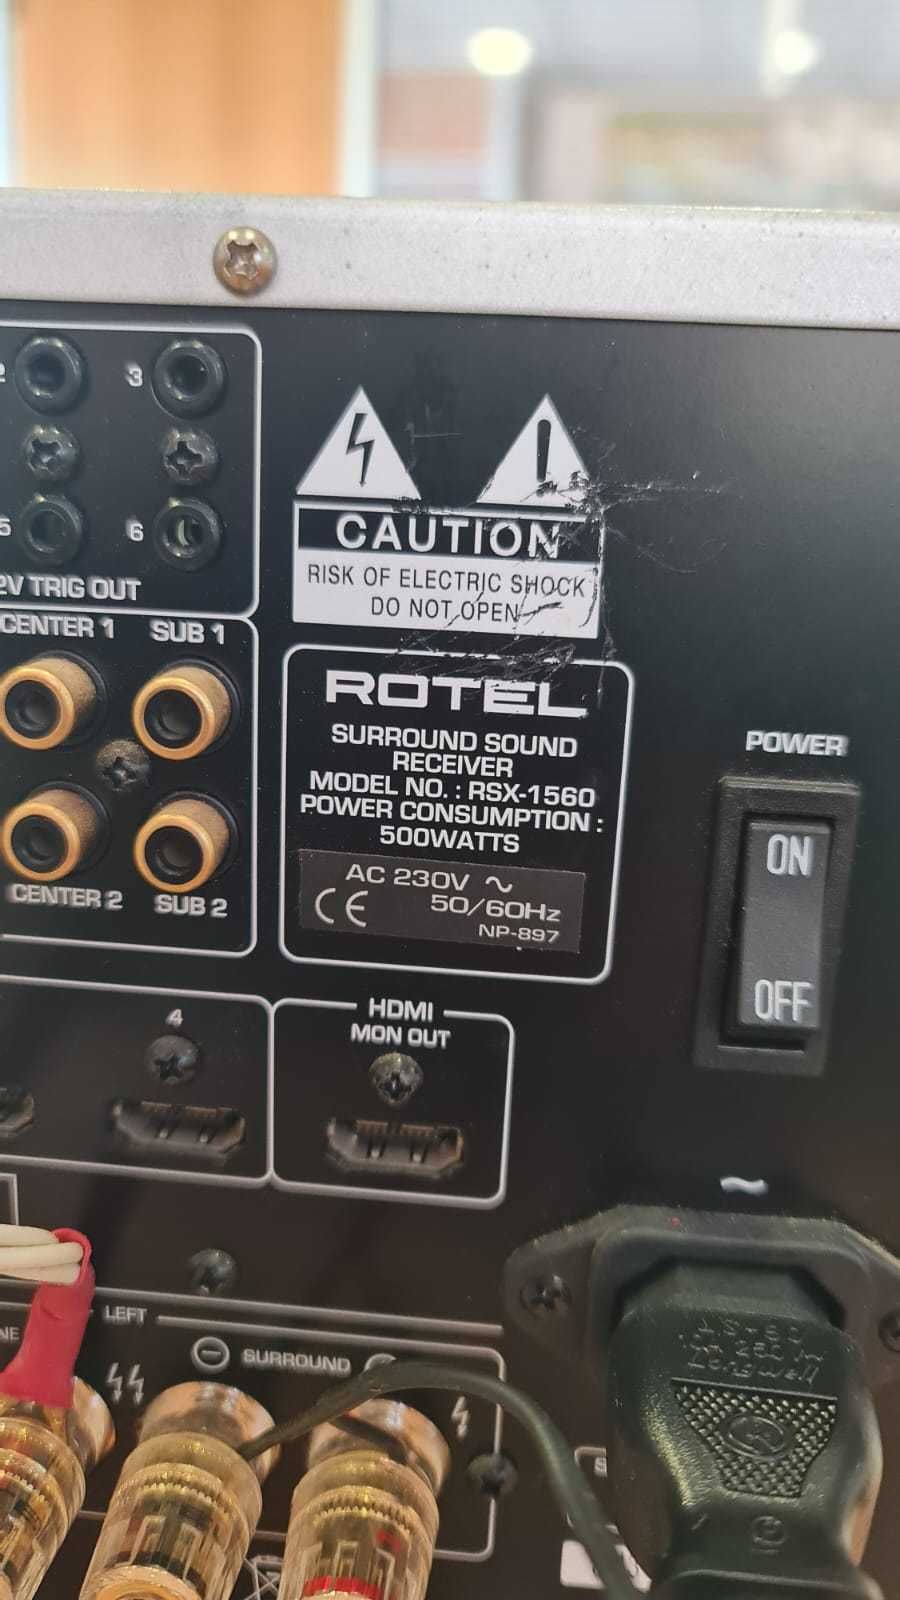 3
5
6
2V TRIG OUT
CENTER 1
SUB 1
CENTER 2
SUB 2
CAUTION
RISK OF ELECTRIC SHOCK
DO NOT OPEN
ROTEL
SURROUND SOUND
RECEIVER
MODEL NO. : RSX-1560
POWER CONSUMPTION :
500WATTS
AC 230V ~
CE 50/60Hz
NP-897
POWER
ON
OFF
4
HDMI
MON OUT
~
LEFT
SURROUND
250V~
Longwell